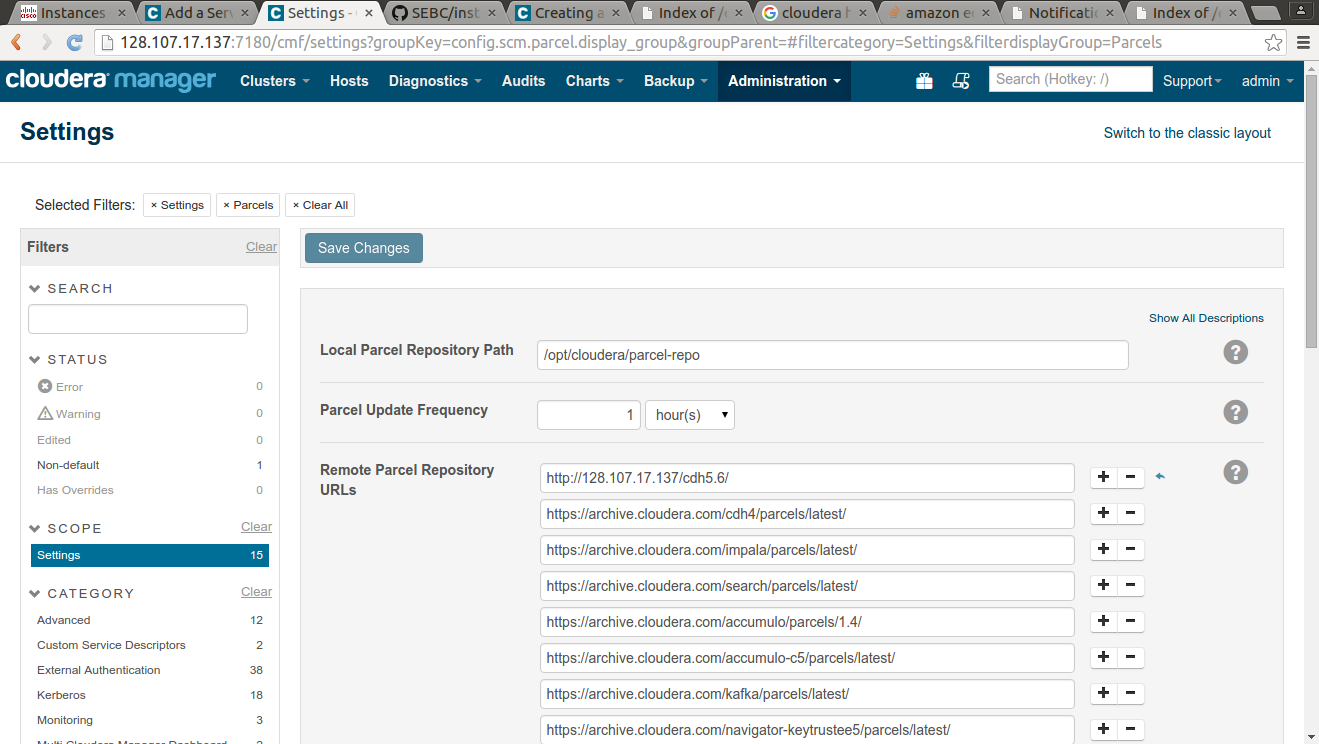 Instances
Add a Serv
Settings -
SEBC/inst
Creating a
Index of /c
cloudera h
amazon ec
Notificati
Index of /c
128.107.17.137:7180/cmf/settings?groupKey=config.scm.parcel.display_group&groupParent=#filtercategory=Settings&filterdisplayGroup=Parcels
cloudera manager Clusters Hosts Diagnostics Audits Charts Backup Administration Search (Hotkey: /) Support admin
Settings
Switch to the classic layout
Selected Filters: × Settings × Parcels × Clear All
Filters Clear
Save Changes
SEARCH
STATUS
Error 0
Warning 0
Edited 0
Non-default 1
Has Overrides 0
SCOPE Clear
Settings 15
CATEGORY Clear
Advanced 12
Custom Service Descriptors 2
External Authentication 38
Kerberos 18
Monitoring 3
Multi Cloudera Manager Dashboard 2
Show All Descriptions
Local Parcel Repository Path /opt/cloudera/parcel-repo
Parcel Update Frequency 1 hour(s)
Remote Parcel Repository
URLs
http://128.107.17.137/cdh5.6/
https://archive.cloudera.com/cdh4/parcels/latest/
https://archive.cloudera.com/impala/parcels/latest/
https://archive.cloudera.com/search/parcels/latest/
https://archive.cloudera.com/accumulo/parcels/1.4/
https://archive.cloudera.com/accumulo-c5/parcels/latest/
https://archive.cloudera.com/kafka/parcels/latest/
https://archive.cloudera.com/navigator-keytrustee5/parcels/latest/